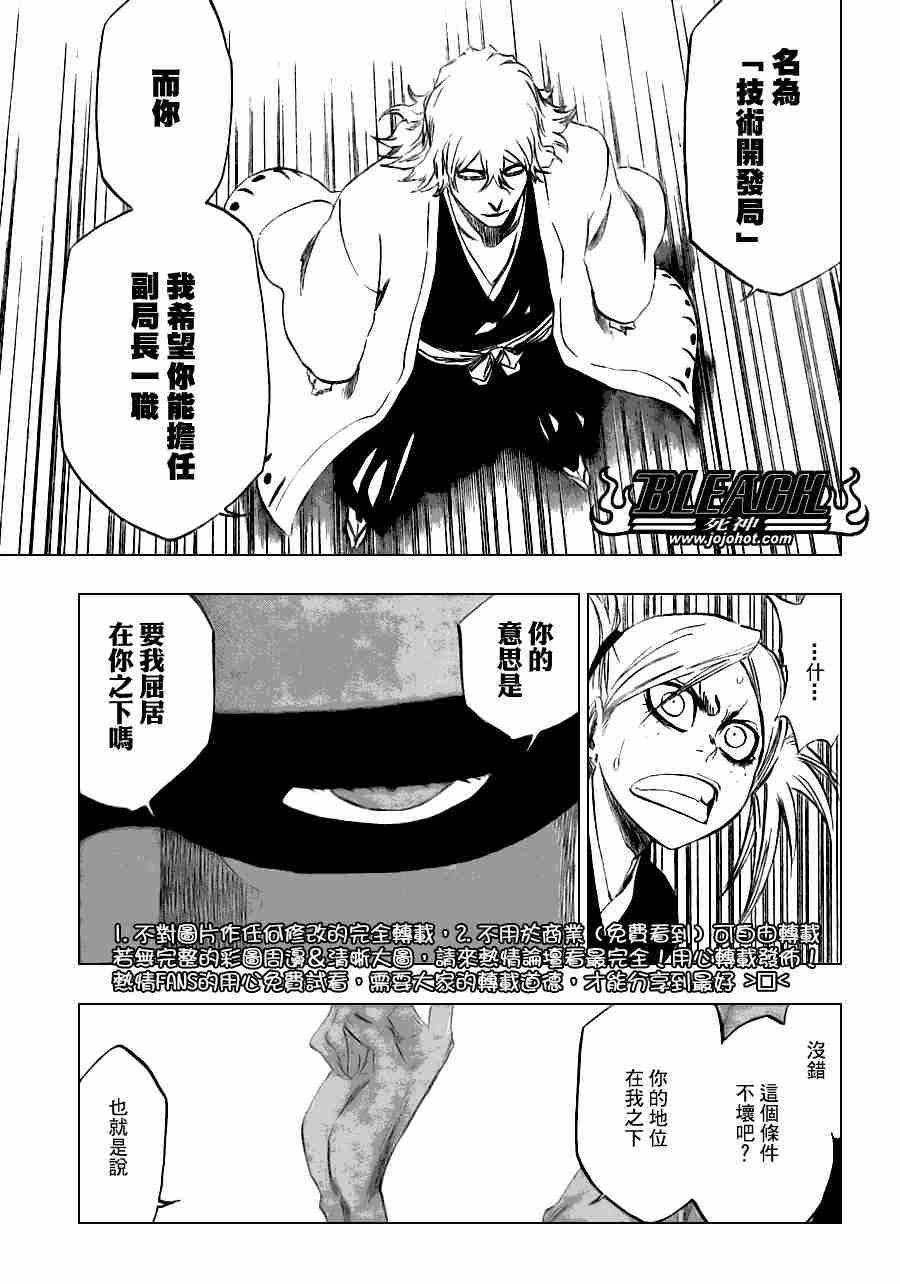 名為
「技術開發局」
而你
我希望你能擔任
副局長一職
BLEACH
死神
www.jojohot.com
…什…
你的
意思是
要我屈居
在你之下嗎
1. 不對圖片作任何修改的完全轉載，2. 不用於商業（免費看到）可自由轉載
若無完整的彩圖周漫&清晰大圖，請來熱情論壇看最完全！用心轉載發佈！？
熱情FANS的用心免費試看，需要大家的轉載道德，才能分享到最好 >口<
沒錯
這個條件
不壞吧？
你的地位
在我之下
也就是說